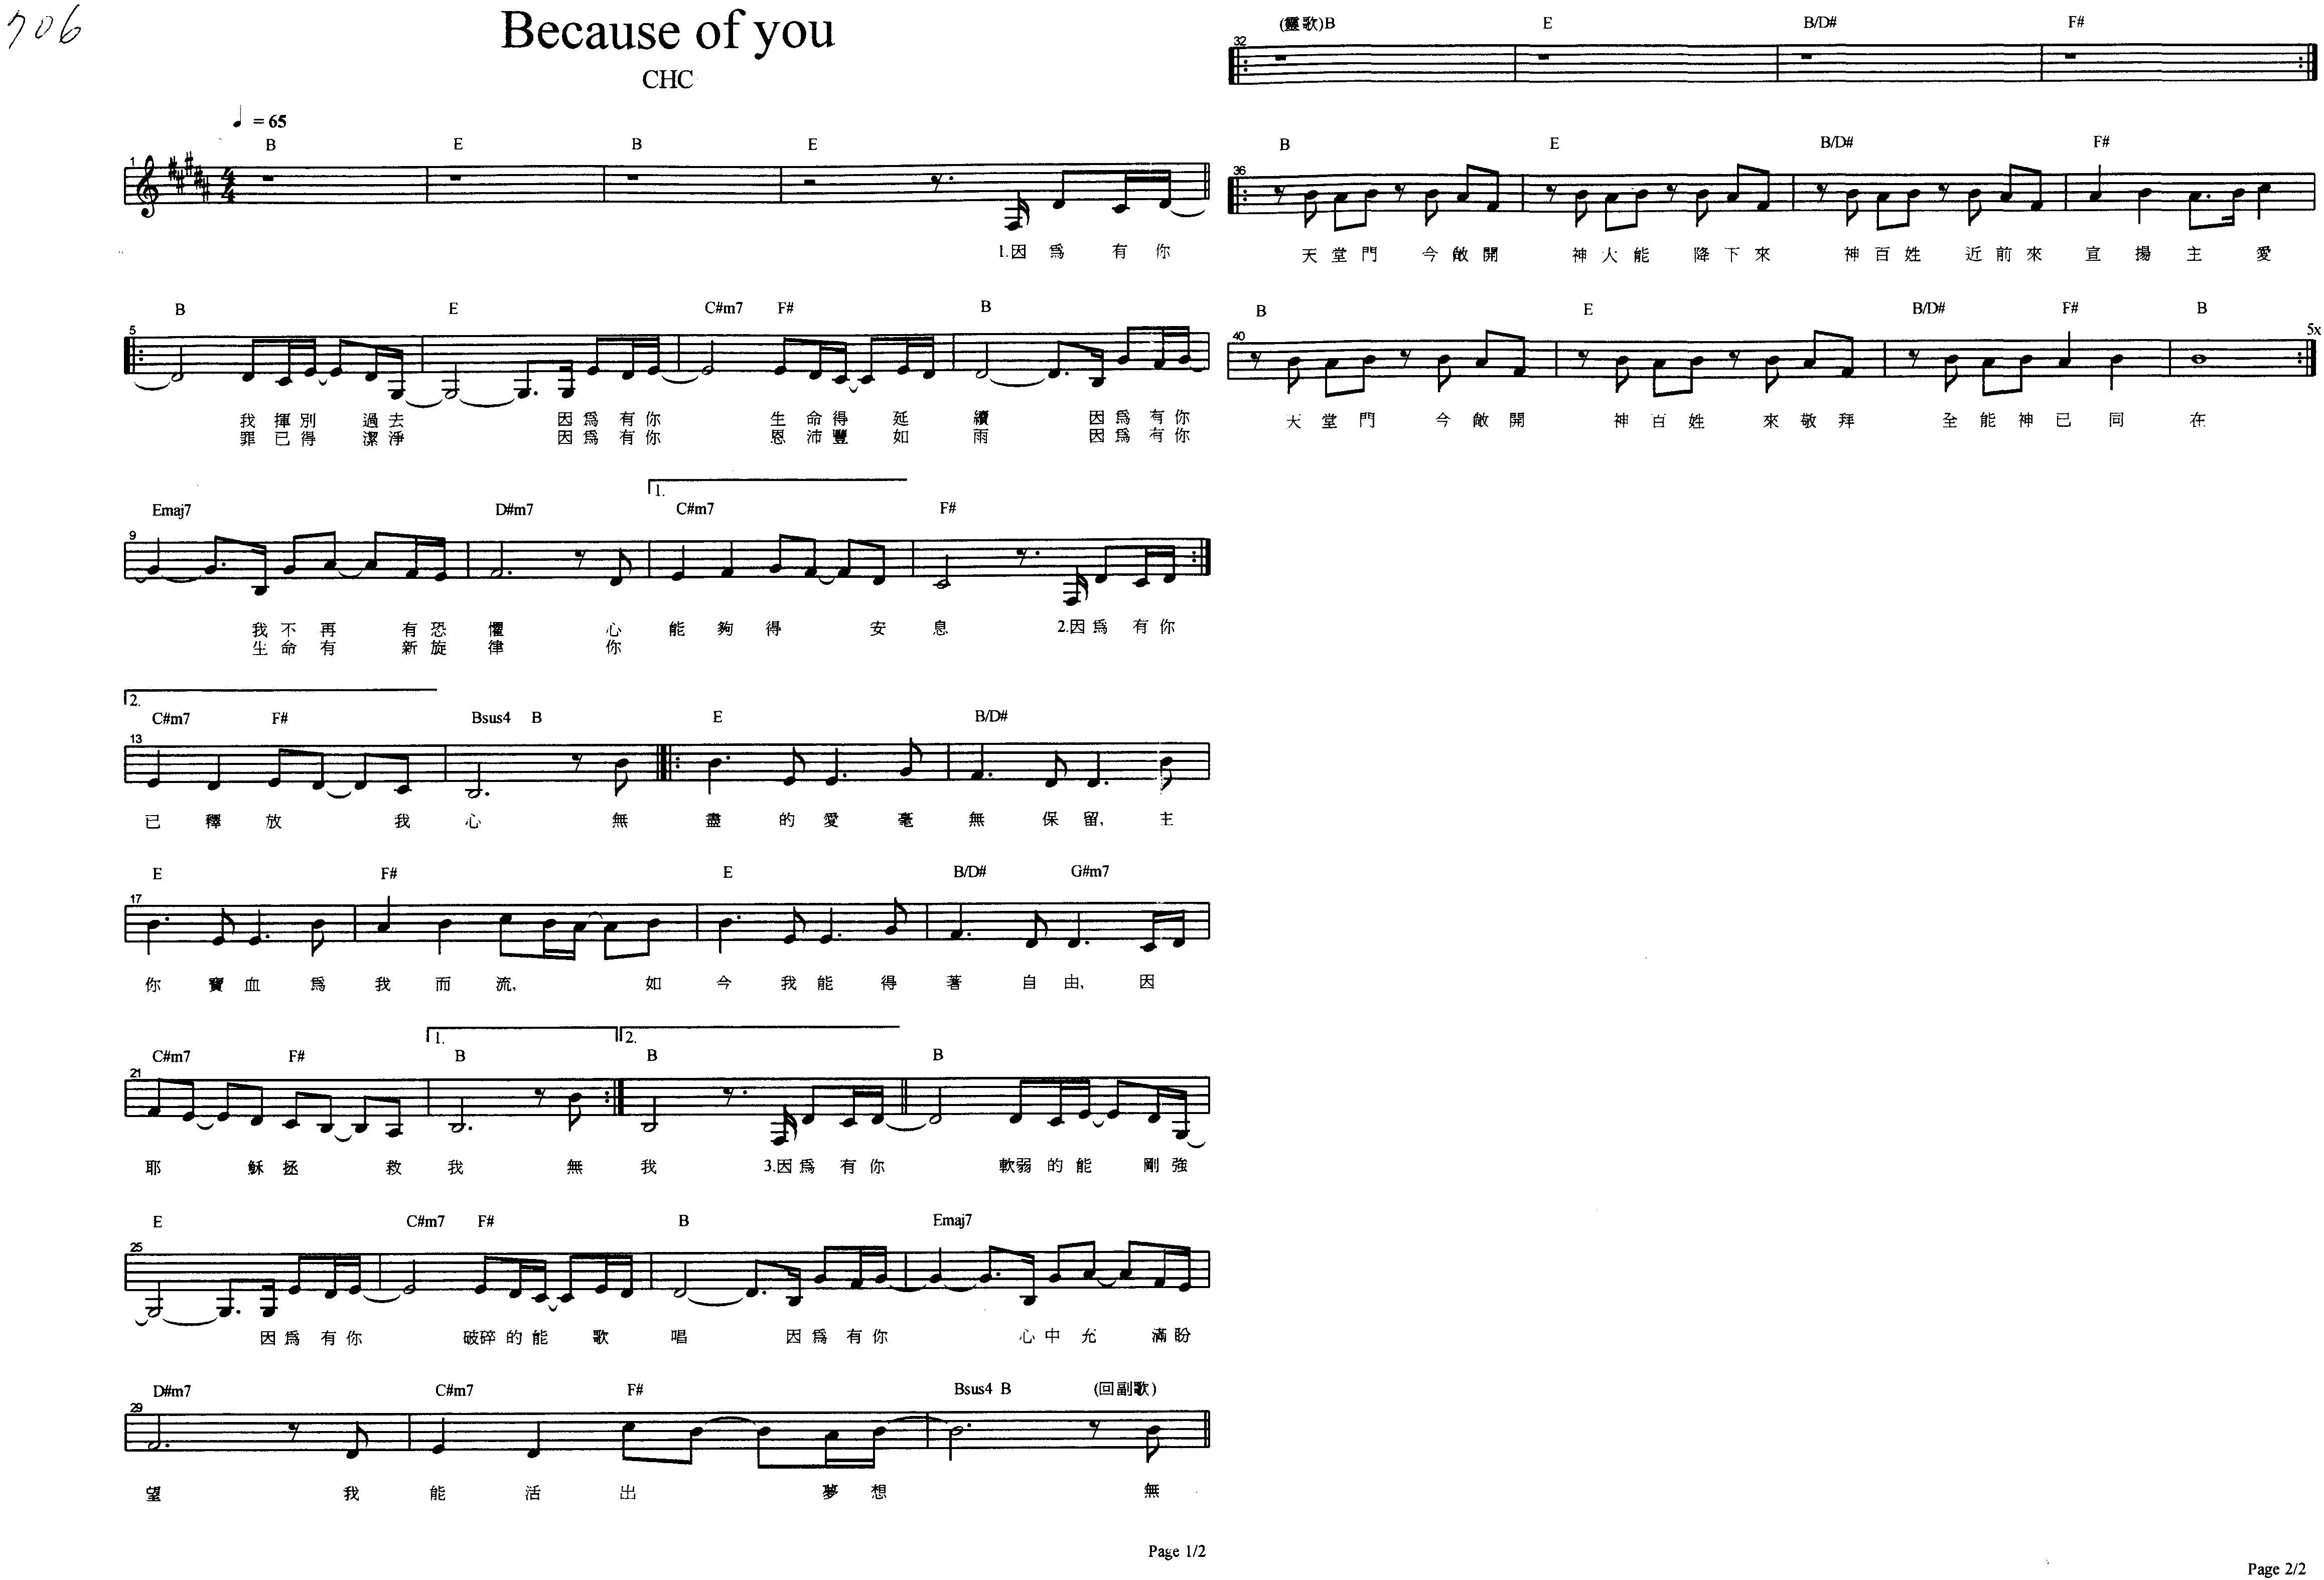 706
Because of you
CHC
= 65
B E B E
1
4
4
1.因爲 有 你
B E C#m7 F# B
5
我 揮 別 過 去 因 爲 有 你 生 命 得 延 續 因 爲 有 你
罪 已 得 潔 淨 因 爲 有 你 恩 沛 豐 如 雨 因 爲 有 你
1.
Emaj7 D#m7 C#m7 F#
9
我 不 再 有 恐 懼 心 能 夠 得 安 息 2.因 爲 有 你
生 命 有 新 旋 律 你
2.
C#m7 F# Bsus4 B E B/D#
13
已 釋 放 我 心 無 盡 的 愛 毫 無 保 留, 主
E F# E B/D# G#m7
17
你 寶 血 爲 我 而 流, 如 今 我 能 得 著 自 由, 因
1. 2.
C#m7 F# B B B
21
耶 穌 拯 救 我 無 我 3.因 爲 有 你 軟弱 的 能 剛 強
E C#m7 F# B Emaj7
25
因 爲 有 你 破碎 的 能 歌 唱 因 爲 有 你 心 中 充 滿 盼
D#m7 C#m7 F# Bsus4 B (回副歌)
29
望 我 能 活 出 夢 想 無
Page 1/2
(靈歌)B E B/D# F#
32
B E B/D# F#
36
天 堂 門 今 敞 開 神 大 能 降 下 來 神 百 姓 近 前 來 宣 揚 主 愛
B E B/D# F# B
5x
40
天 堂 門 今 敞 開 神 百 姓 來 敬 拜 全 能 神 已 同 在
Page 2/2